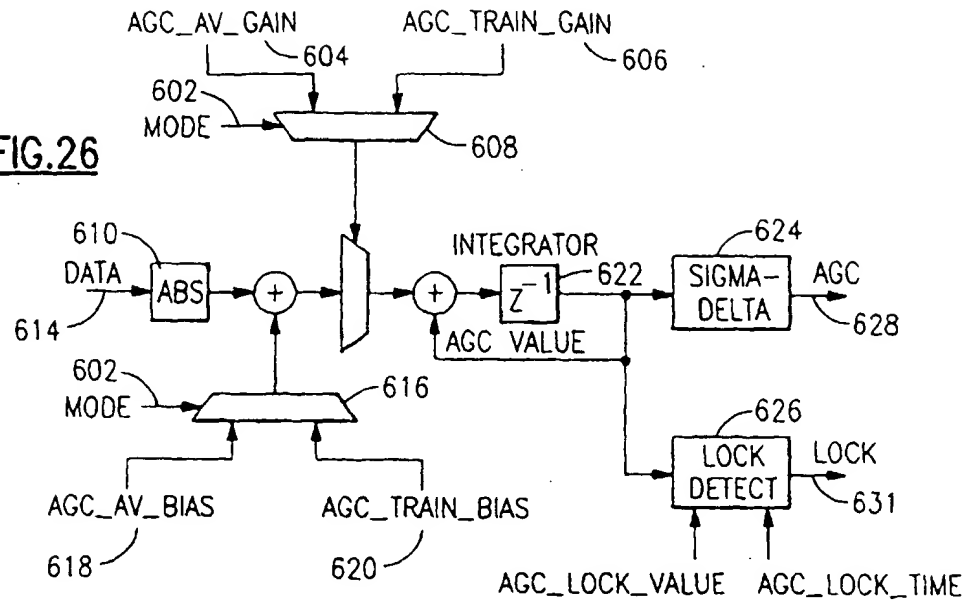 AGC_AV_GAIN
604
AGC_TRAIN_GAIN
606
602
MODE
608
FIG.26
610
DATA
614
ABS
+
INTEGRATOR
+
Z-1
622
AGC VALUE
624
SIGMA-
DELTA
AGC
628
602
MODE
616
626
LOCK
DETECT
LOCK
631
AGC_AV_BIAS
618
AGC_TRAIN_BIAS
620
AGC_LOCK_VALUE
AGC_LOCK_TIME